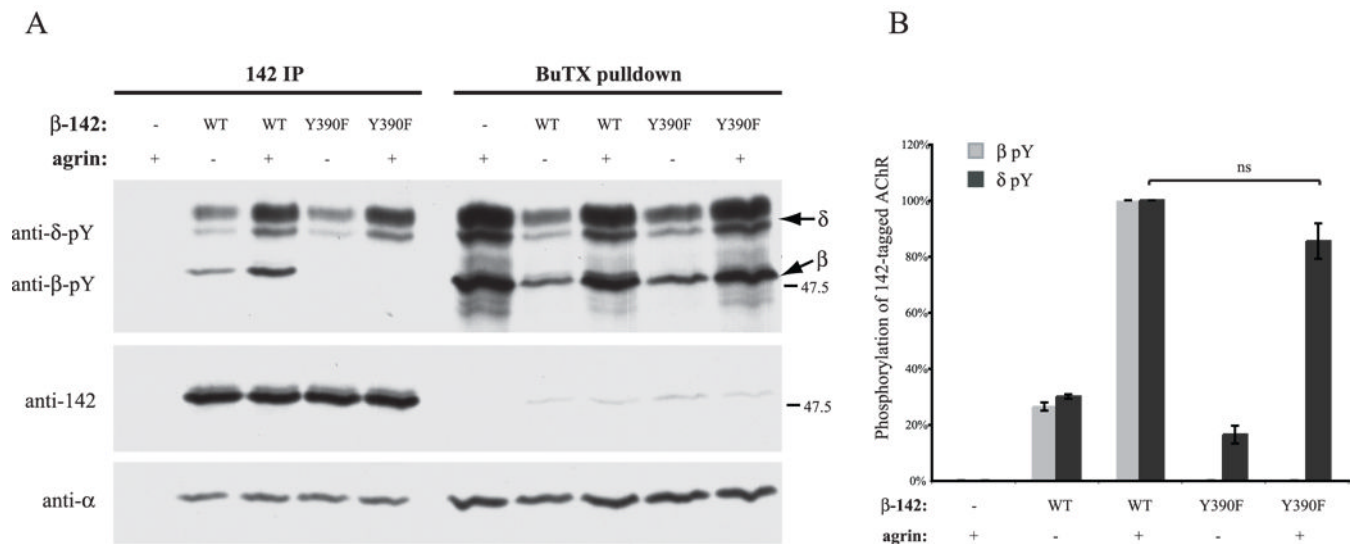 A
142 IP BuTX pulldown
β-142: - WT WT Y390F Y390F - WT WT Y390F Y390F
agrin: + - + - + + - + - +
anti-δ-pY δ
anti-β-pY β
47.5
anti-142 47.5
anti-α
B
β pY
δ pY
ns
Phosphorylation of 142-tagged AChR
120%
100%
80%
60%
40%
20%
0%
β-142: - WT WT Y390F Y390F
agrin: + - + - +